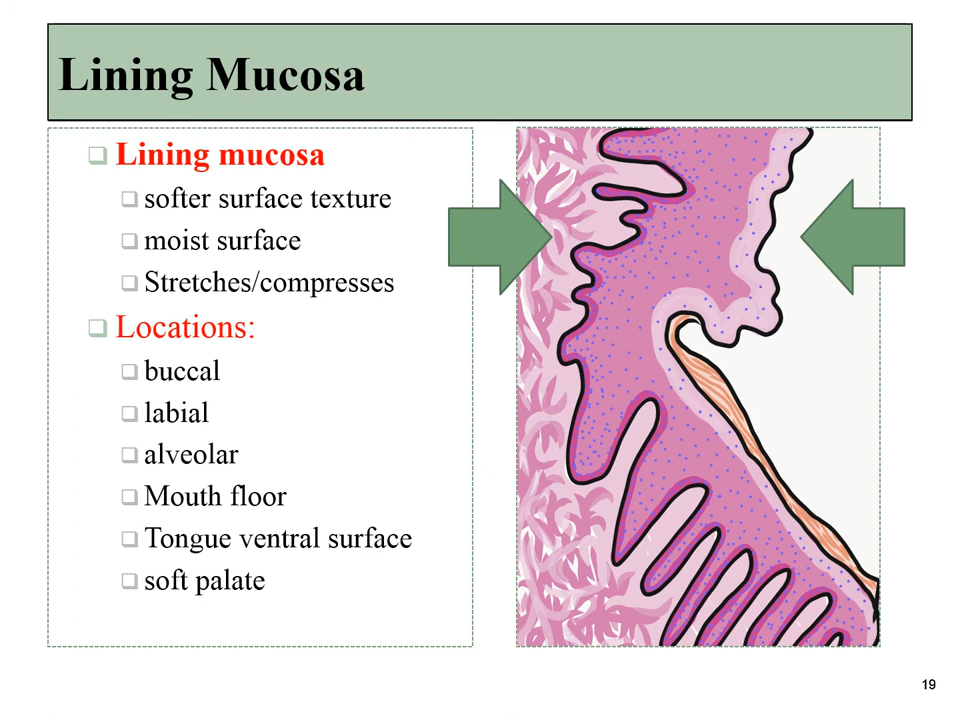 Lining Mucosa
Lining mucosa
softer surface texture
moist surface
Stretches/compresses
Locations:
buccal
labial
alveolar
Mouth floor
Tongue ventral surface
soft palate
19